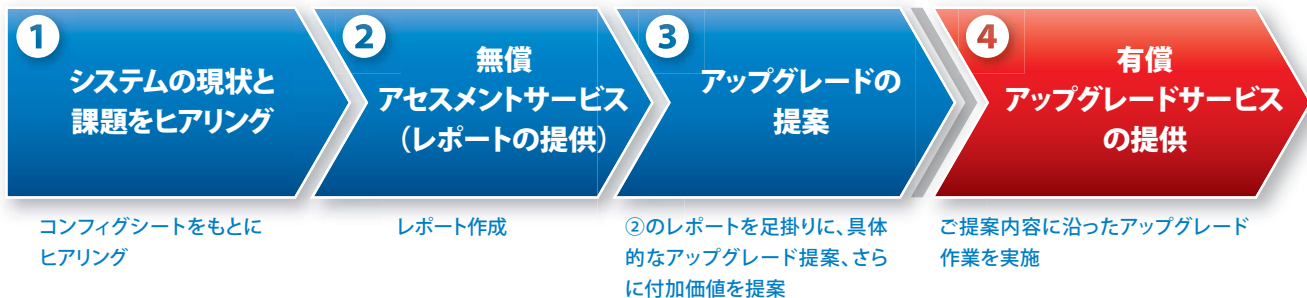 1
システムの現状と
課題をヒアリング
コンフィグシートをもとに
ヒアリング
2
無償
アセスメントサービス
（レポートの提供）
レポート作成
3
アップグレードの
提案
②のレポートを足掛りに、具体
的なアップグレード提案、さら
に付加価値を提案
4
有償
アップグレードサービス
の提供
ご提案内容に沿ったアップグレード
作業を実施